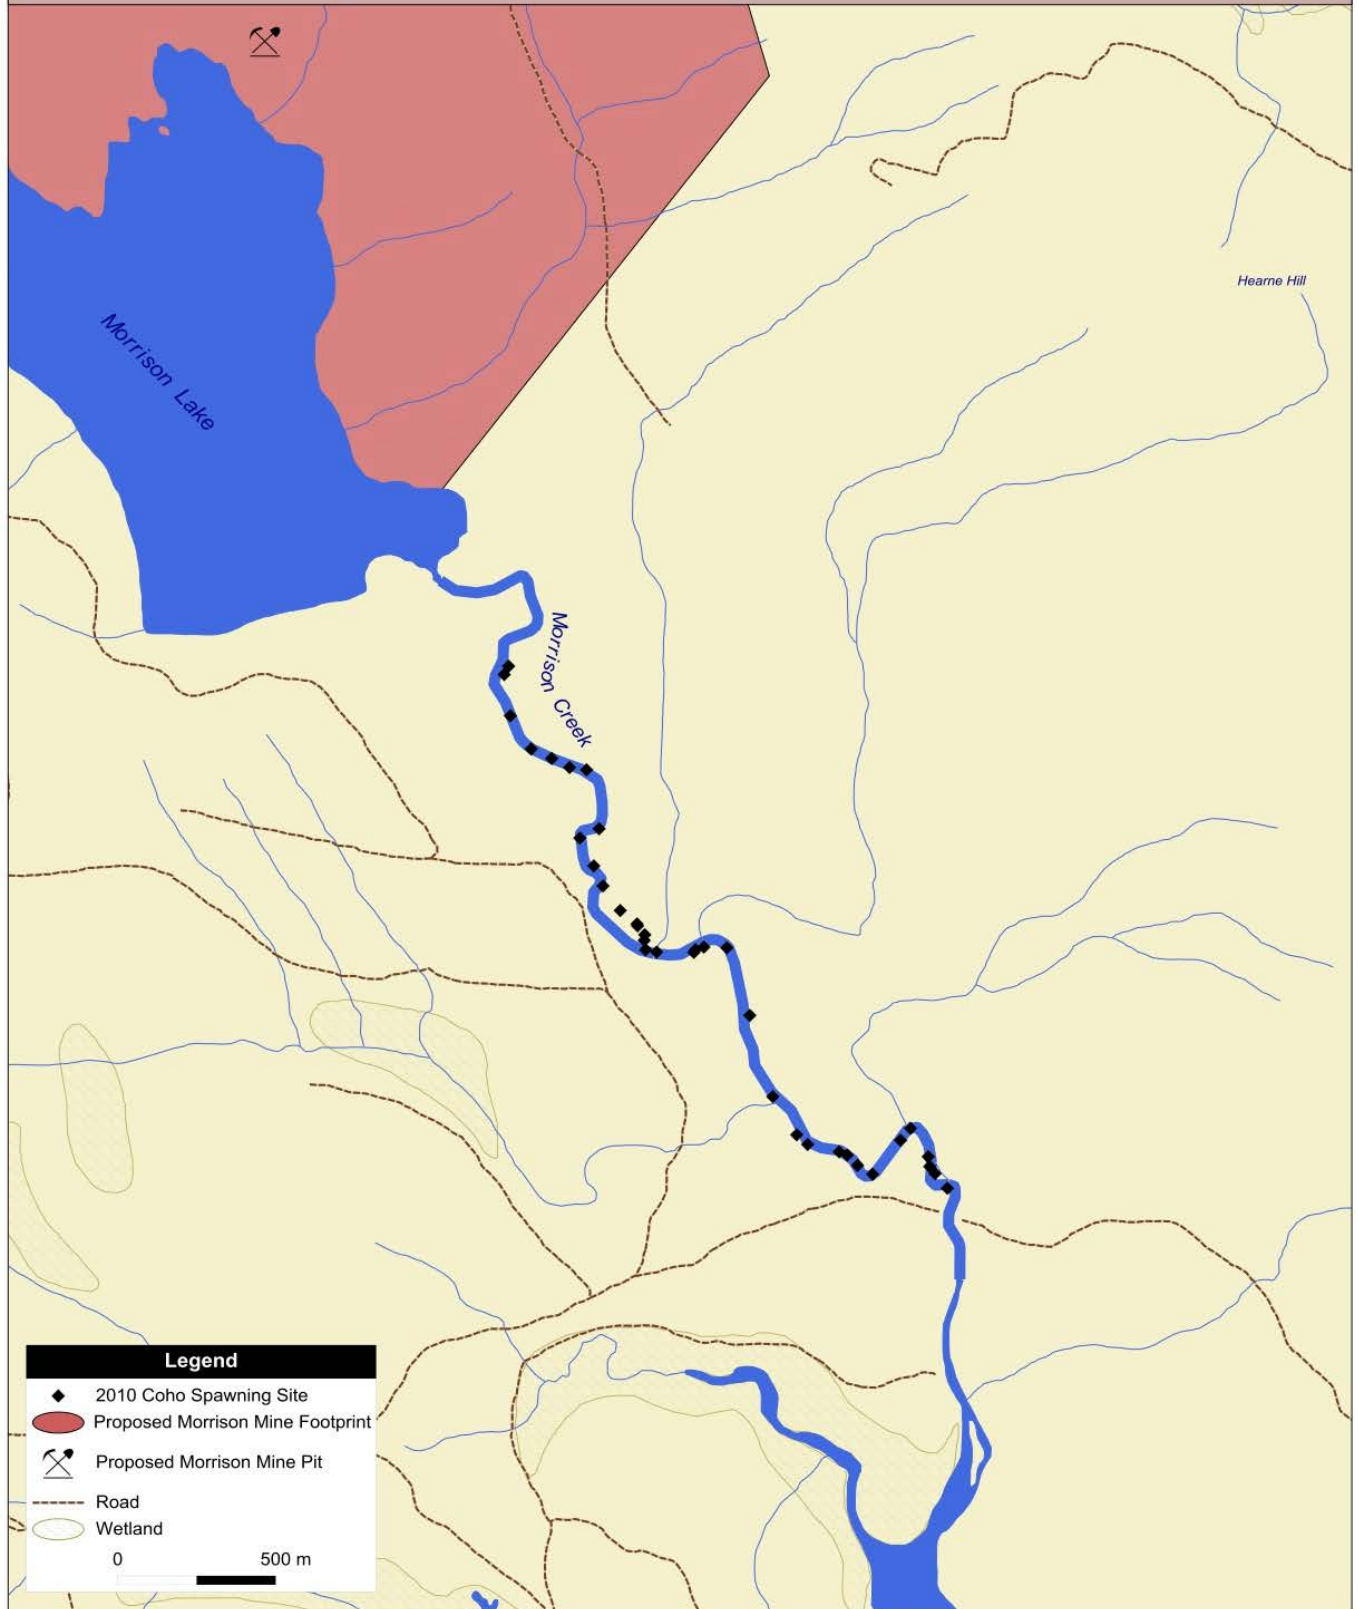 Hearne Hill
Morrison Lake
Morrison Creek
Legend
2010 Coho Spawning Site
Proposed Morrison Mine Footprint
Proposed Morrison Mine Pit
Road
Wetland
0 500 m